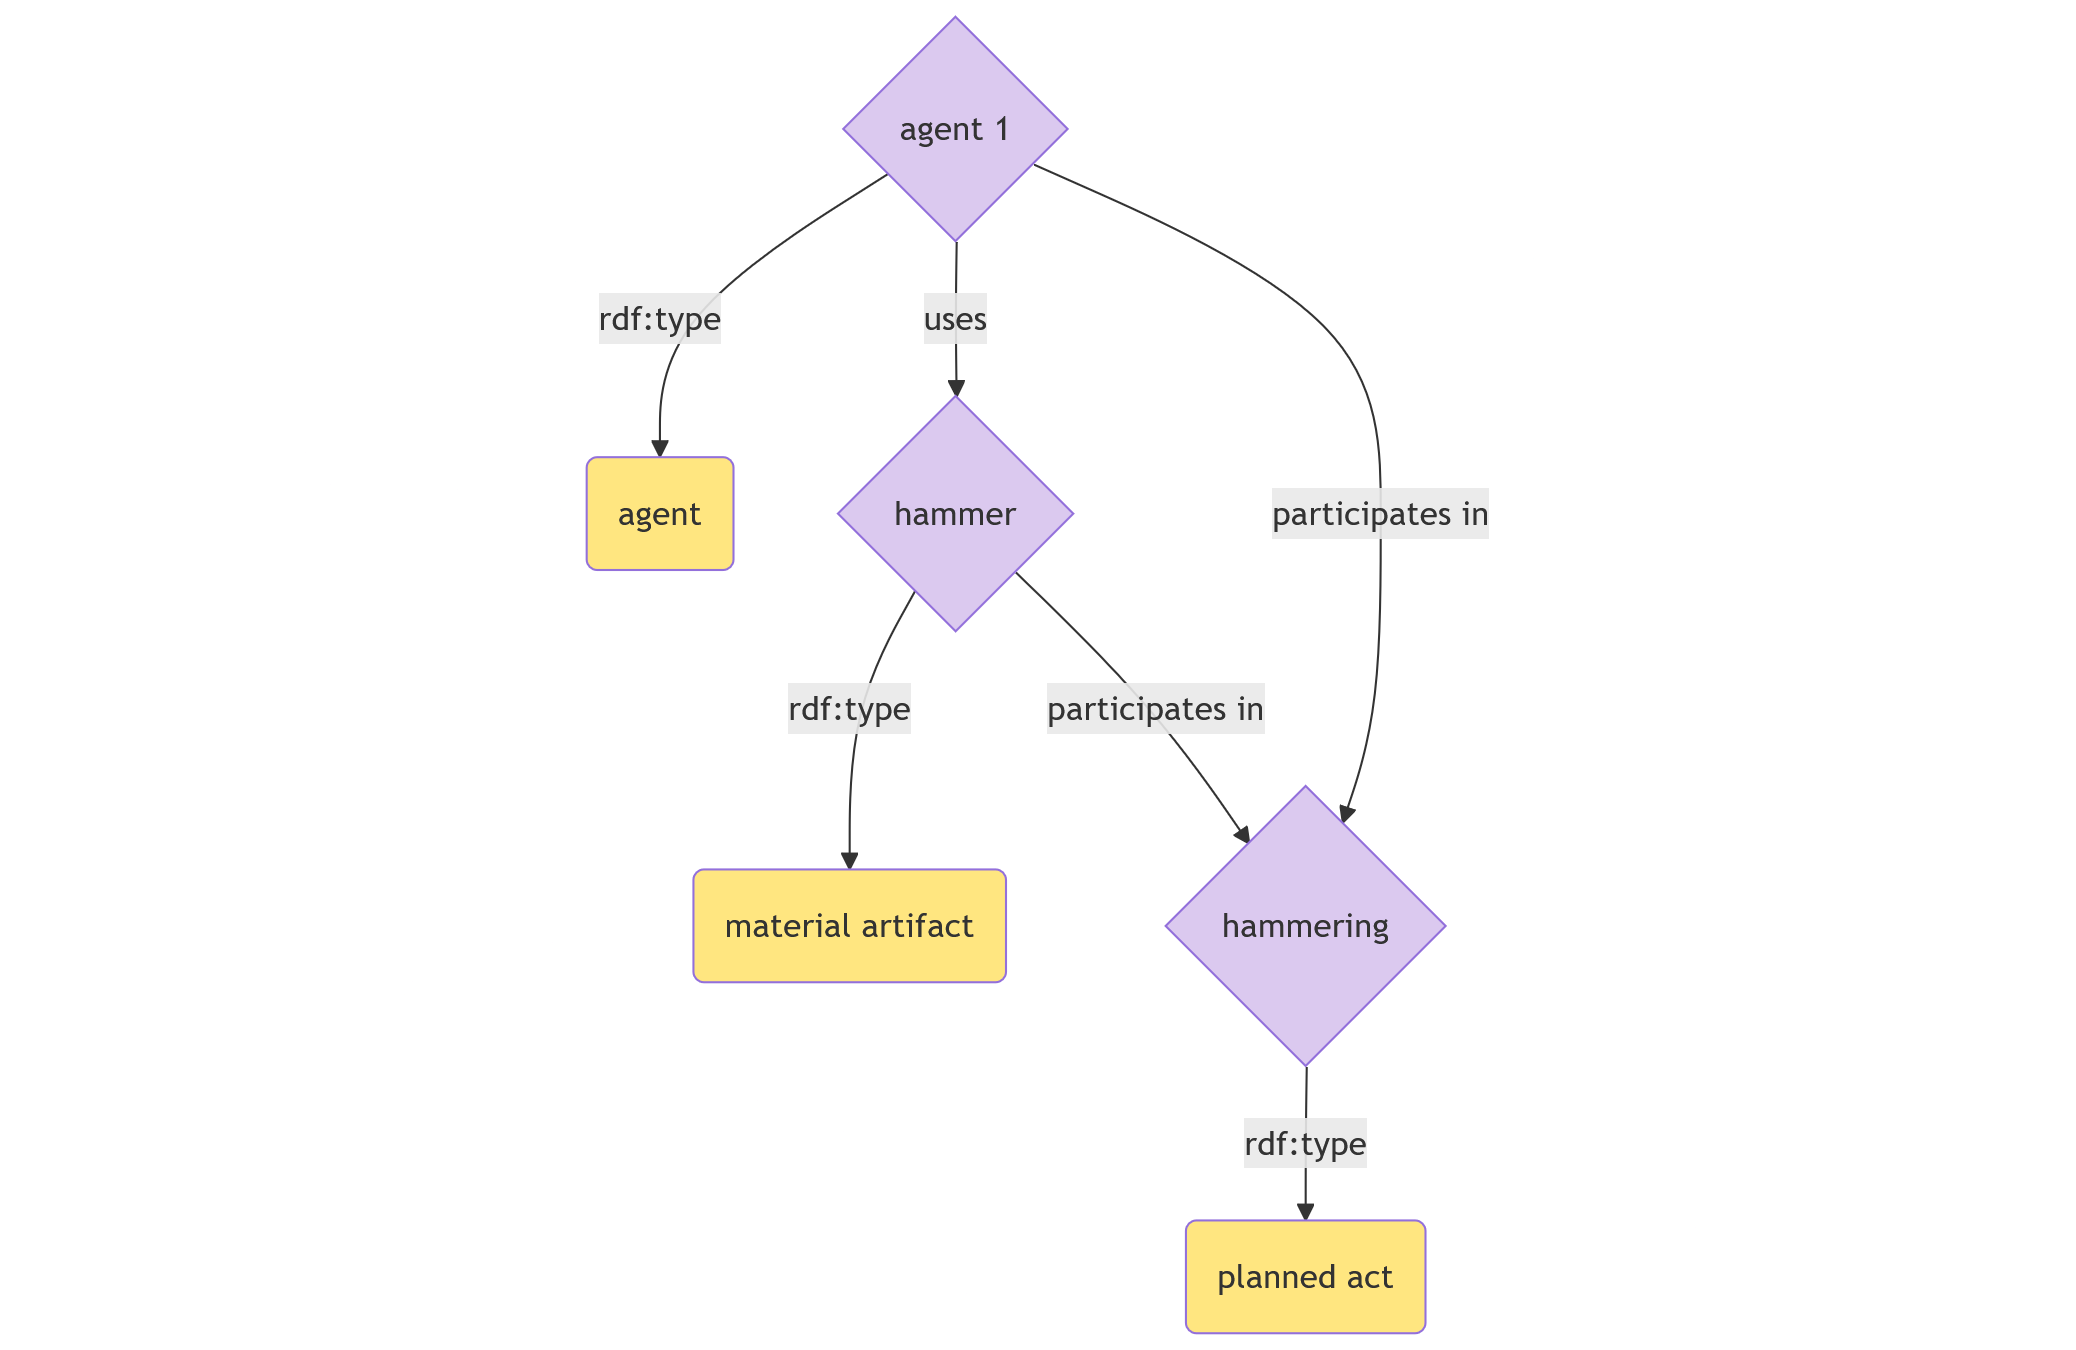 agent 1
rdf:type
uses
agent
hammer
participates in
rdf:type
participates in
material artifact
hammering
rdf:type
planned act